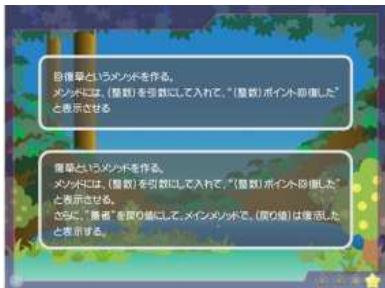 回復草というメソッドを作る。
メソッドには、(整数)を引数にして入れて、“(整数)ポイント回復した”
と表示させる
復草というメソッドを作る。
メソッドには、(整数)を引数にして入れて、“(整数)ポイント回復した”
と表示させる。
さらに、“勇者”を戻り値にして、メインメソッドで、(戻り値)は復活した
と表示する。